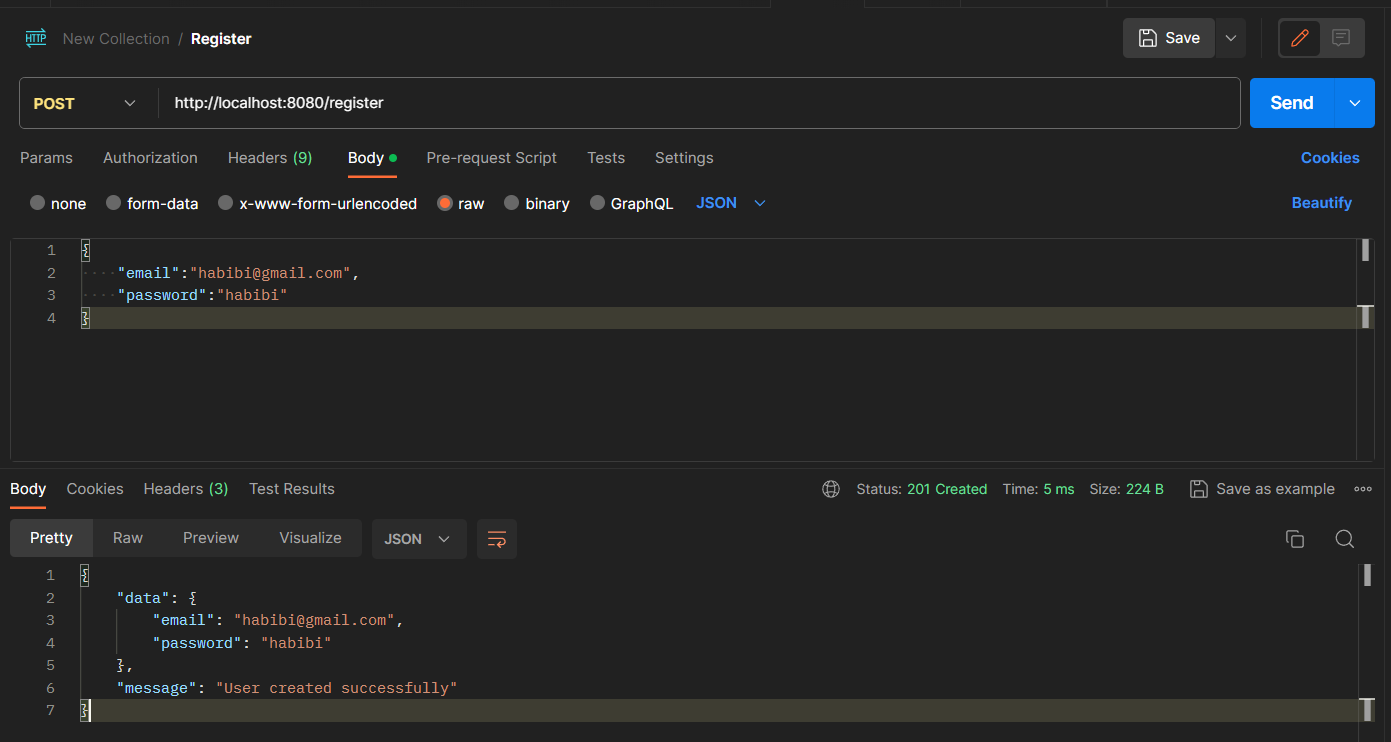 HTTP New Collection / Register Save
POST http://localhost:8080/register Send
Params Authorization Headers (9) Body Pre-request Script Tests Settings Cookies
none form-data x-www-form-urlencoded raw binary GraphQL JSON Beautify
1 {
2 ····"email":"habibi@gmail.com",
3 ····"password":"habibi"
4 }
Body Cookies Headers (3) Test Results Status: 201 Created Time: 5 ms Size: 224 B Save as example
Pretty Raw Preview Visualize JSON
1 {
2 "data": {
3 "email": "habibi@gmail.com",
4 "password": "habibi"
5 },
6 "message": "User created successfully"
7 }